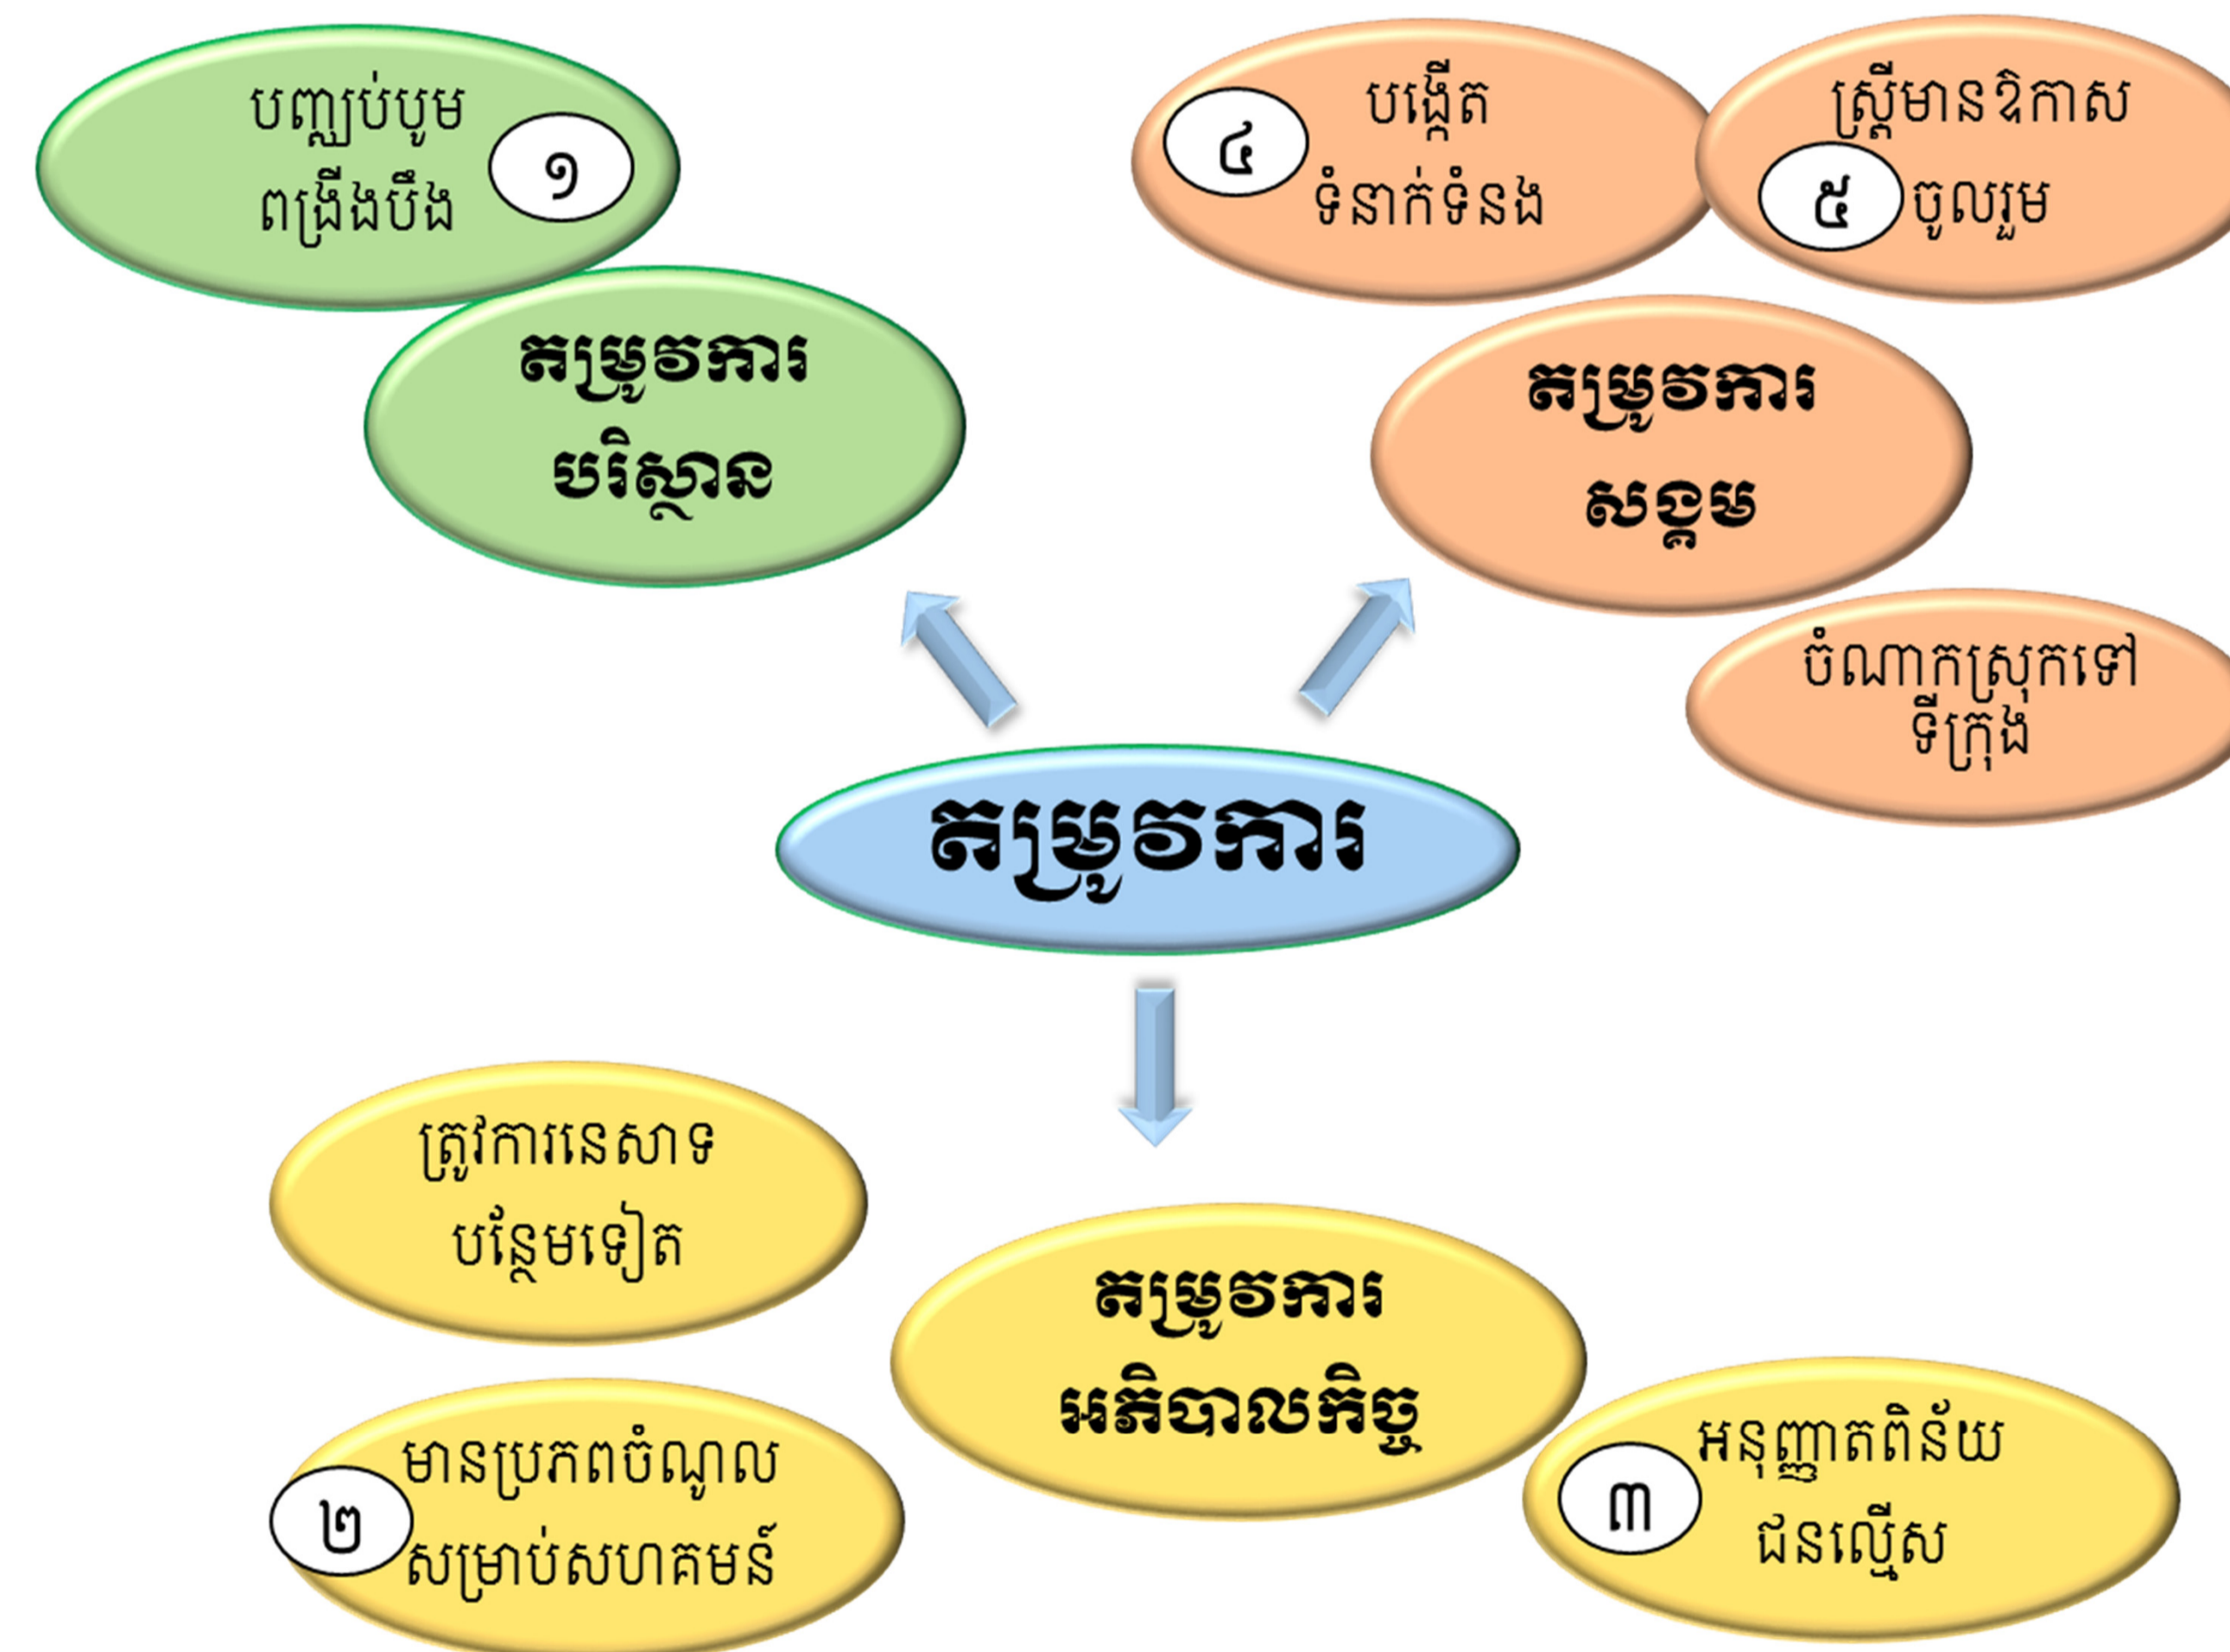 បញ្ឈប់បូម
ពង្រីងបឹង
១
តម្រូវការ
បរិស្ថាន
៤
បង្កើត
ទំនាក់ទំនង
ស្ត្រីមានឱកាស
៥
ចូលរួម
តម្រូវការ
សង្គម
ចំណាកស្រុកទៅ
ទីក្រុង
តម្រូវការ
ត្រូវការនេសាទ
បន្ថែមទៀត
តម្រូវការ
អភិបាលកិច្ច
មានប្រភពចំណូល
២
សម្រាប់សហគមន៍
អនុញ្ញាតពិន័យ
៣
ជនល្មើស